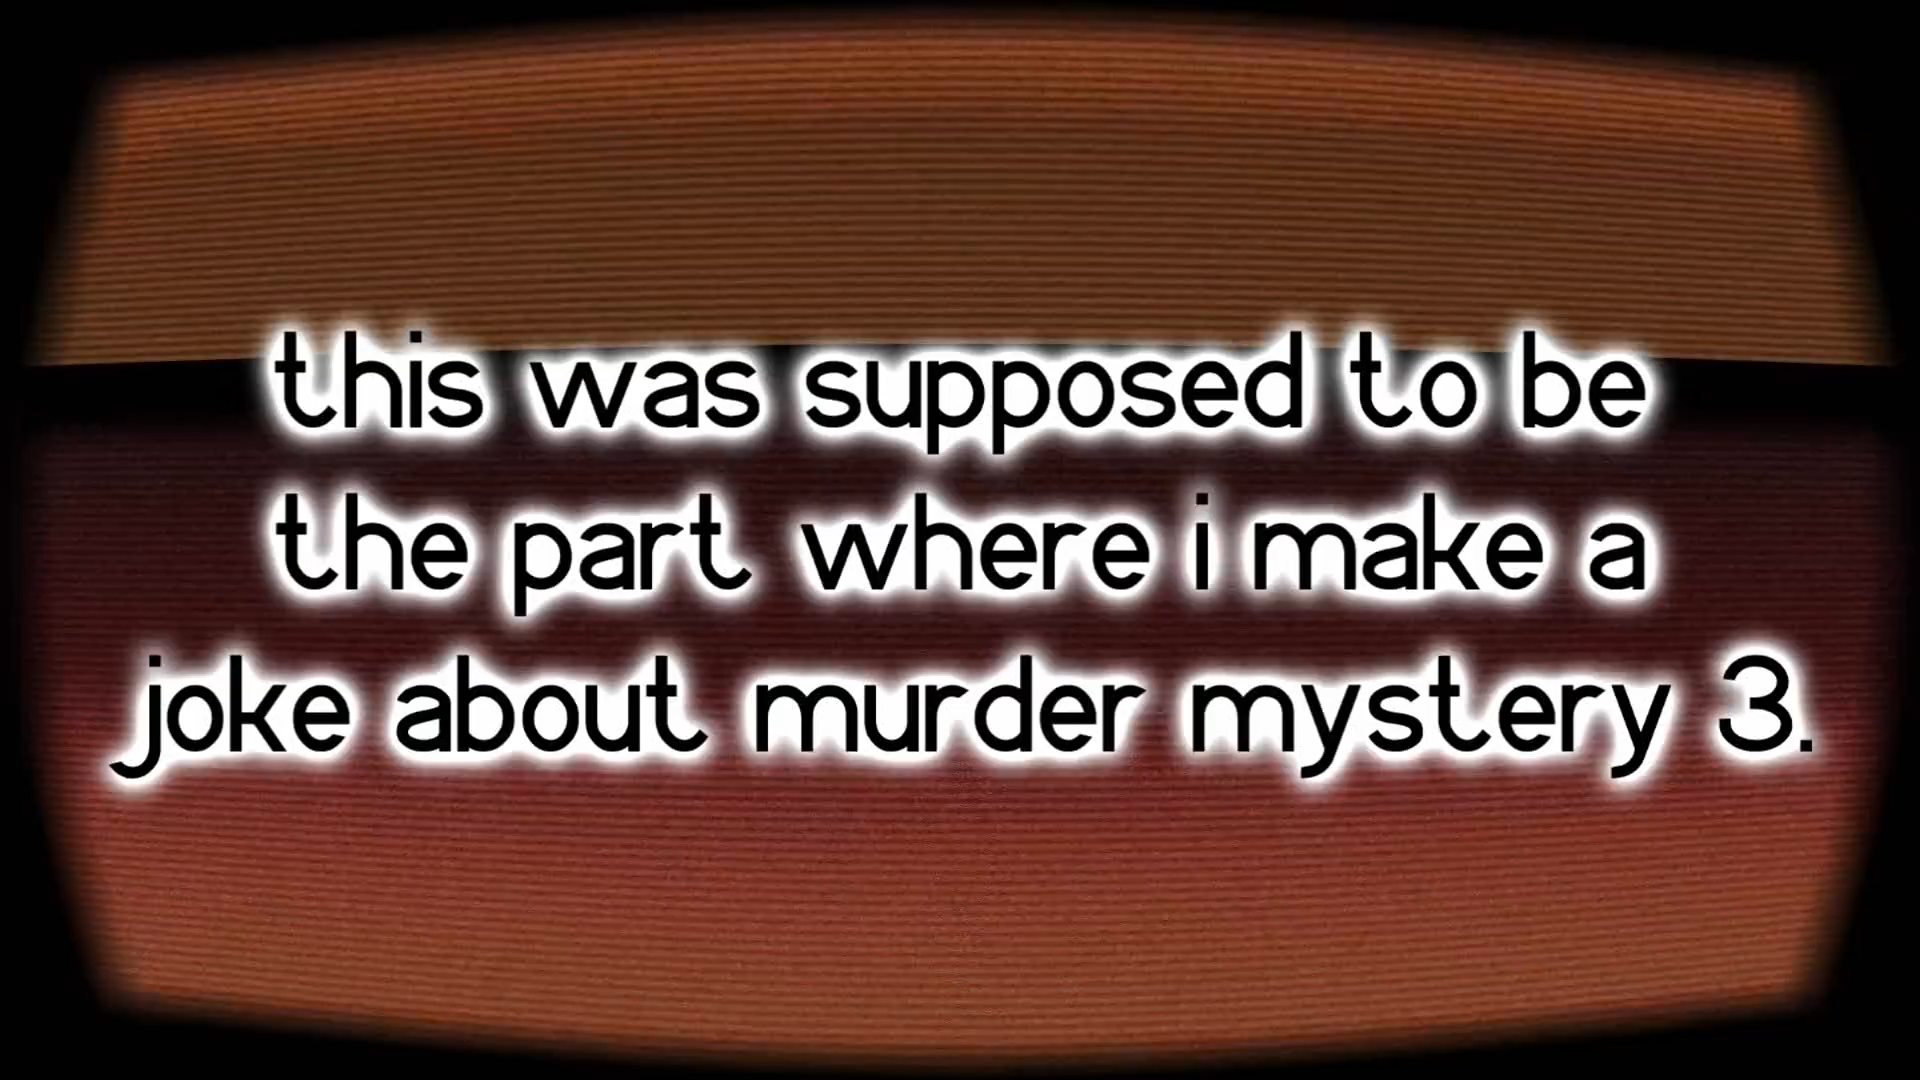 this was supposed to be
the part where i make a
joke about murder mystery 3.